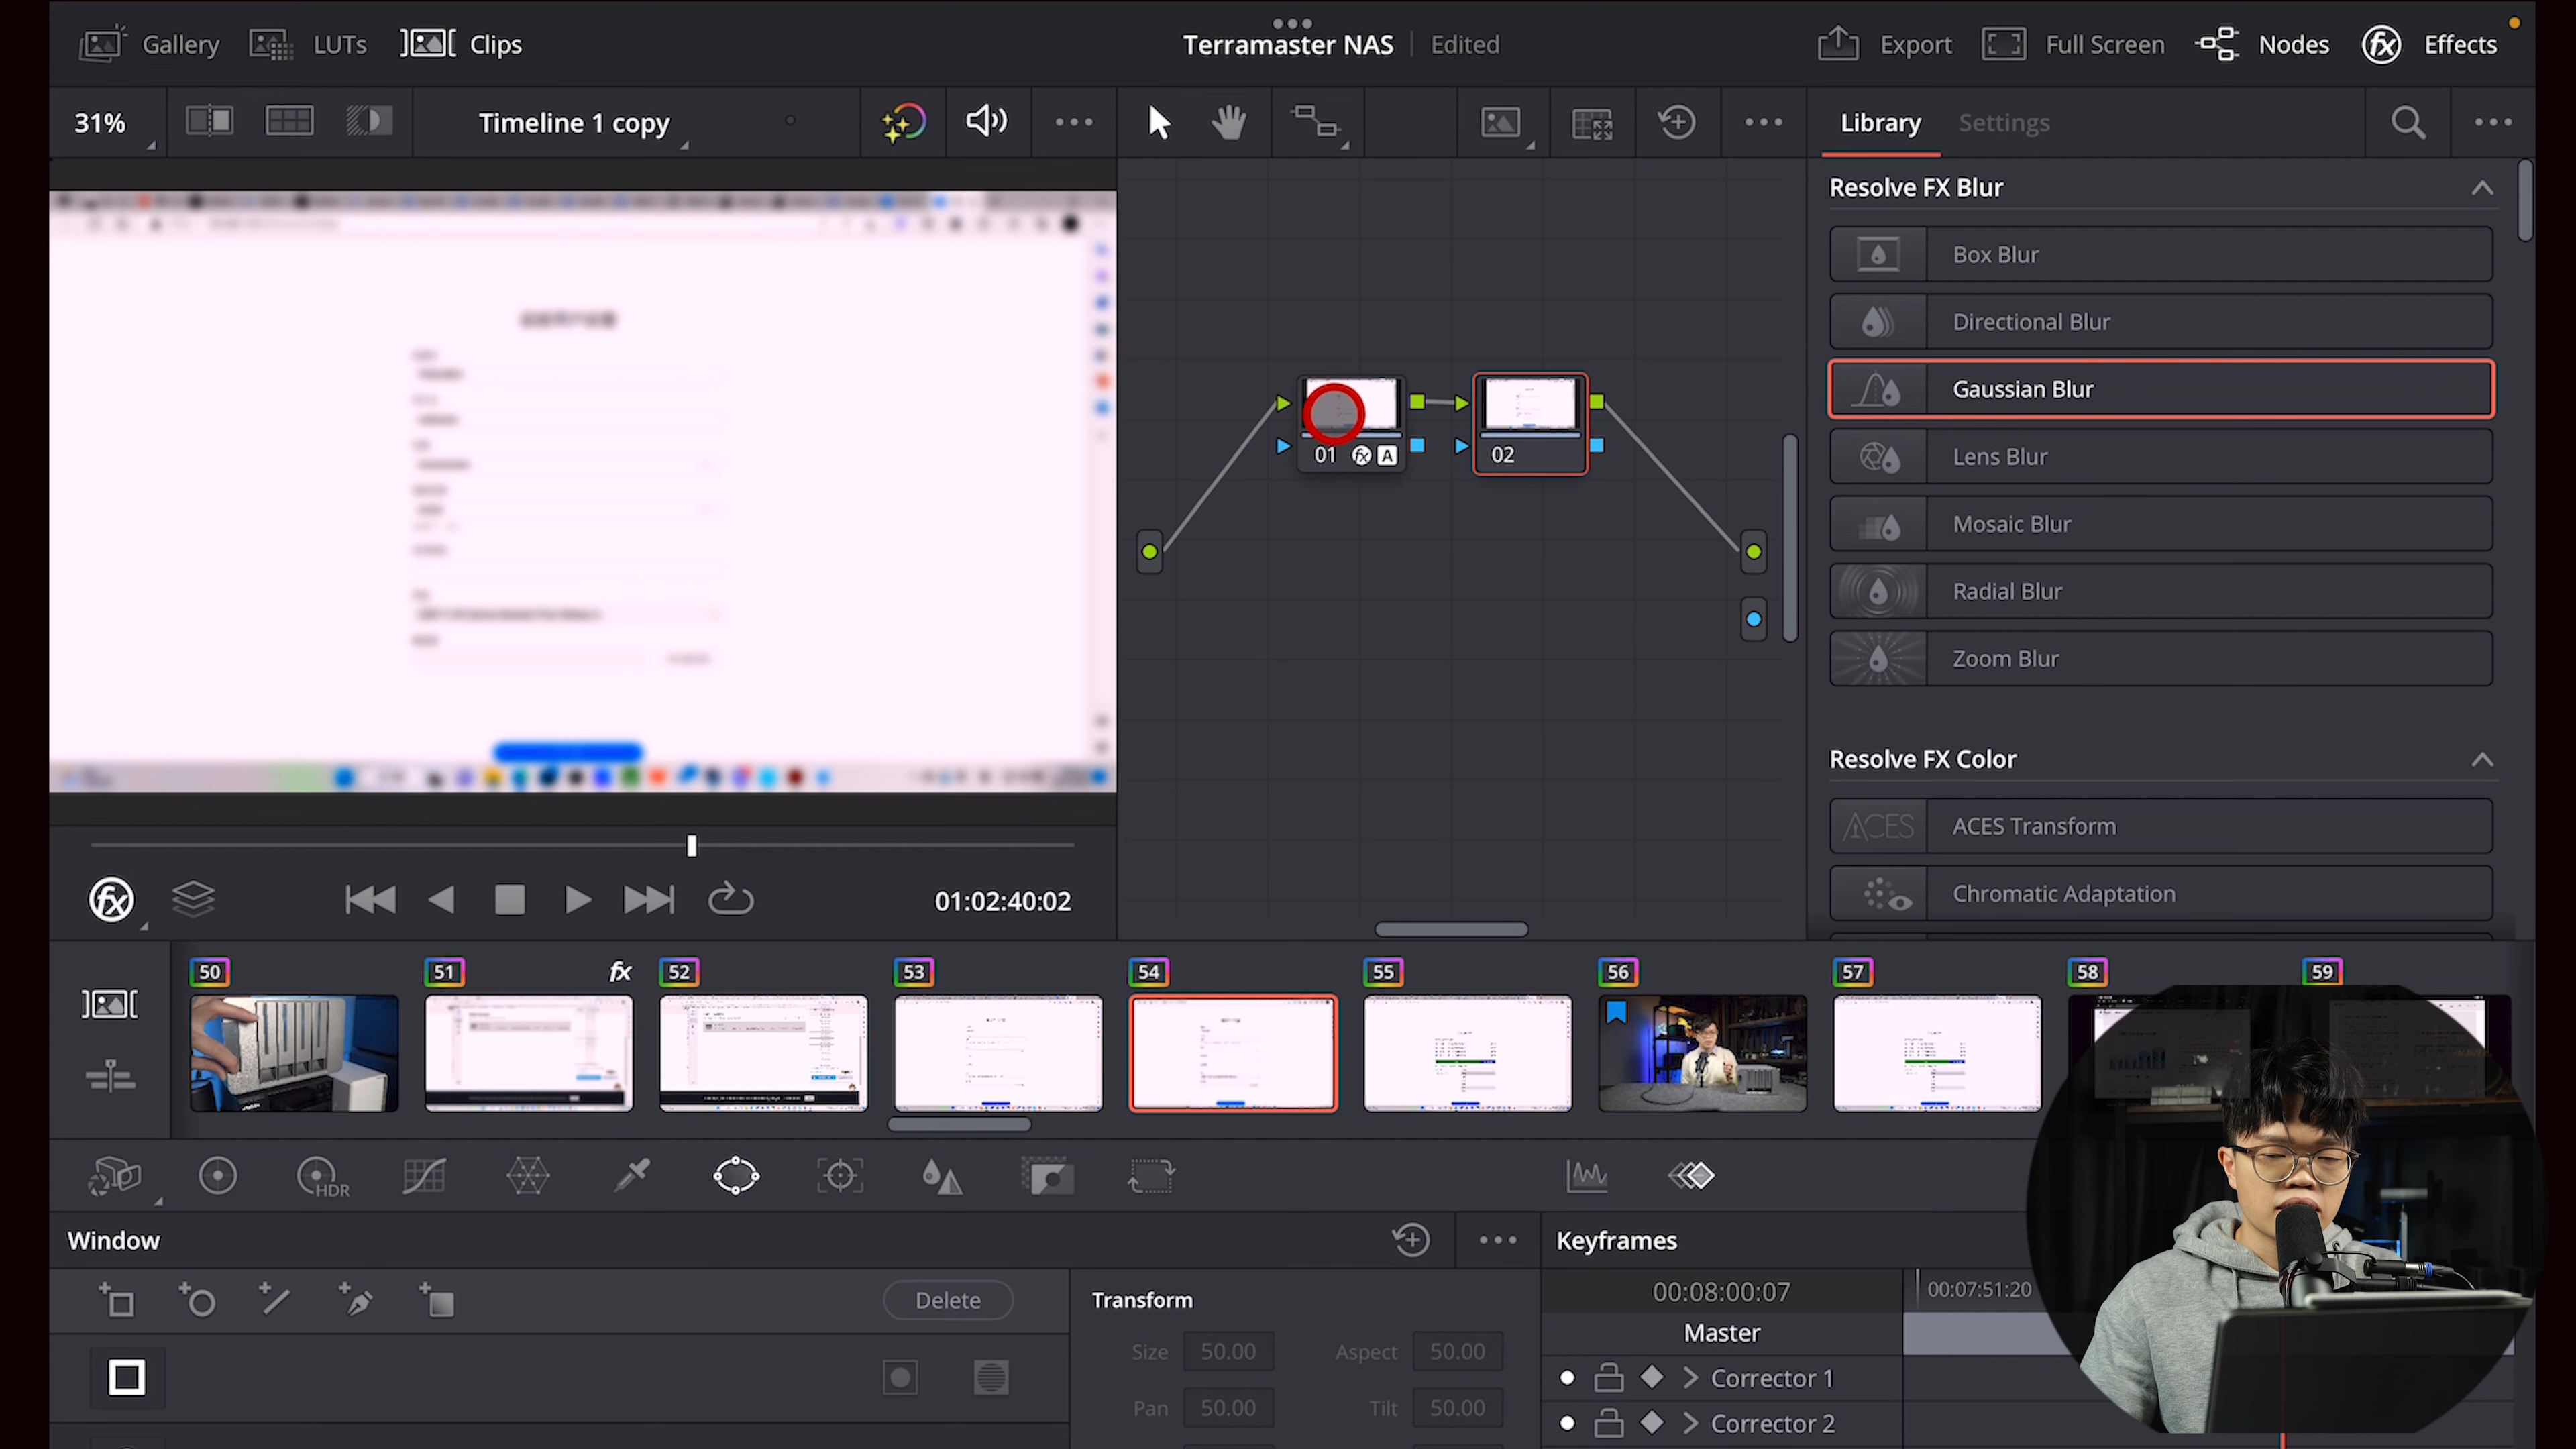 Gallery
LUTs
Clips
Terramaster NAS
Edited
Export
Full Screen
Nodes
fx
Effects
31%
Timeline 1 copy
Library
Settings
Resolve FX Blur
Box Blur
Directional Blur
Gaussian Blur
Lens Blur
Mosaic Blur
Radial Blur
Zoom Blur
01
fx
A
02
Resolve FX Color
ACES
ACES Transform
Chromatic Adaptation
fx
01:02:40:02
50
51
fx
52
53
54
55
56
57
58
59
HDR
Window
Keyframes
Delete
Transform
00:08:00:07
00:07:51:20
Master
Size
50.00
Aspect
50.00
Corrector 1
Pan
50.00
Tilt
50.00
Corrector 2